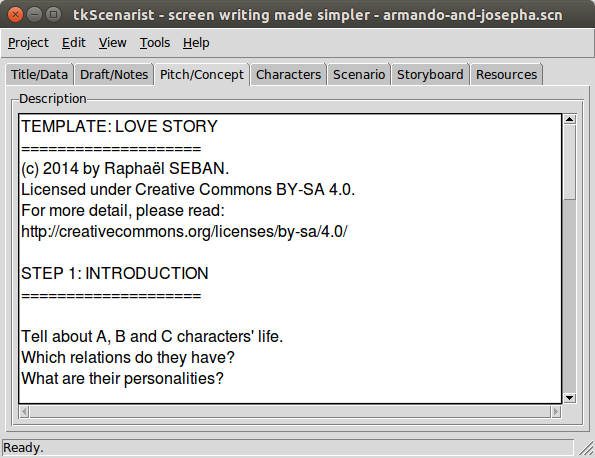 tkScenarist - screen writing made simpler - armando-and-josepha.scn
Project Edit View Tools Help
Title/Data Draft/Notes Pitch/Concept Characters Scenario Storyboard Resources
Description
TEMPLATE: LOVE STORY
====================
(c) 2014 by Raphaël SEBAN.
Licensed under Creative Commons BY-SA 4.0.
For more detail, please read:
http://creativecommons.org/licenses/by-sa/4.0/
STEP 1: INTRODUCTION
====================
Tell about A, B and C characters' life.
Which relations do they have?
What are their personalities?
Ready.